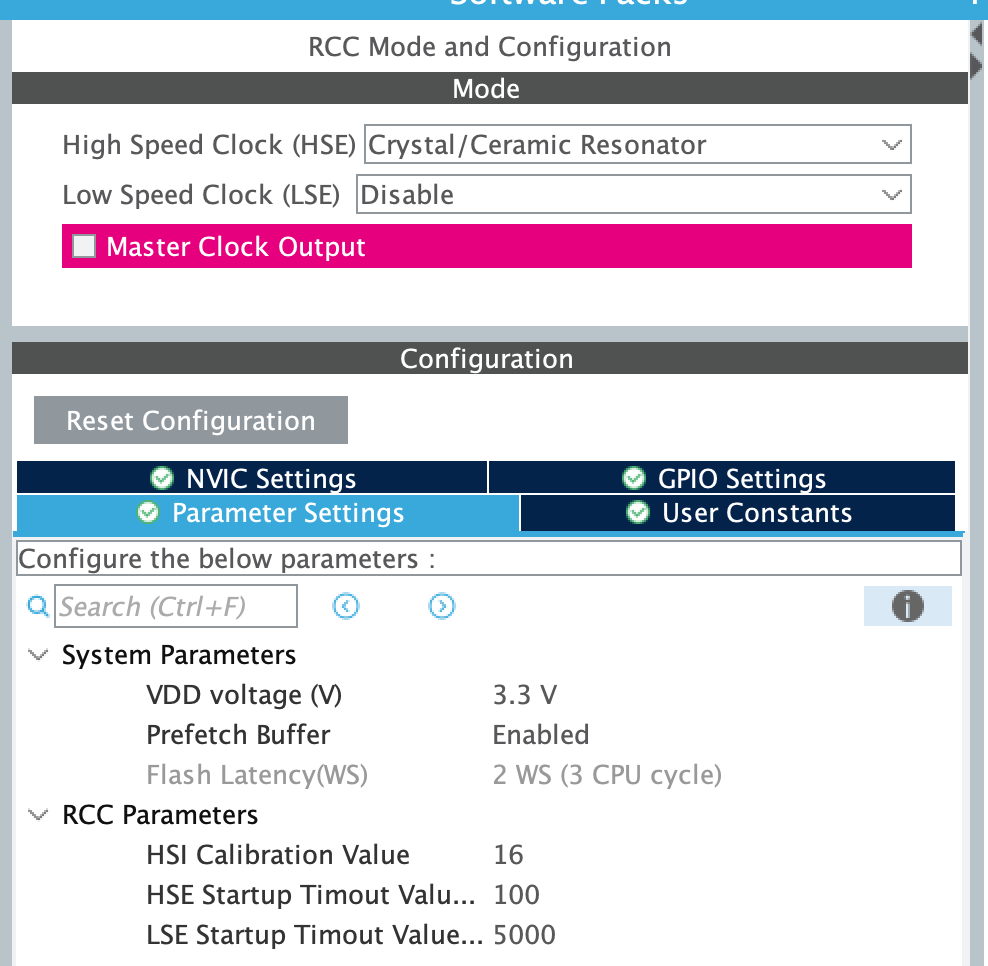 Software Packs
RCC Mode and Configuration
Mode
High Speed Clock (HSE) Crystal/Ceramic Resonator
Low Speed Clock (LSE) Disable
Master Clock Output
Configuration
Reset Configuration
NVIC Settings GPIO Settings
Parameter Settings User Constants
Configure the below parameters :
Search (Ctrl+F)
System Parameters
VDD voltage (V) 3.3 V
Prefetch Buffer Enabled
Flash Latency(WS) 2 WS (3 CPU cycle)
RCC Parameters
HSI Calibration Value 16
HSE Startup Timout Valu... 100
LSE Startup Timout Value... 5000